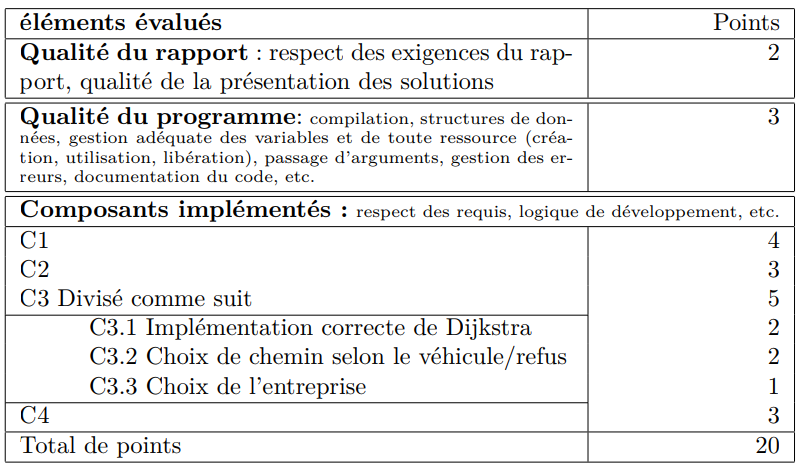 éléments évalués Points
Qualité du rapport : respect des exigences du rap- 2
port, qualité de la présentation des solutions
Qualité du programme: compilation, structures de don- 3
nées, gestion adéquate des variables et de toute ressource (créa-
tion, utilisation, libération), passage d'arguments, gestion des er-
reurs, documentation du code, etc.
Composants implémentés : respect des requis, logique de développement, etc.
C1 4
C2 3
C3 Divisé comme suit 5
C3.1 Implémentation correcte de Dijkstra 2
C3.2 Choix de chemin selon le véhicule/refus 2
C3.3 Choix de l'entreprise 1
C4 3
Total de points 20